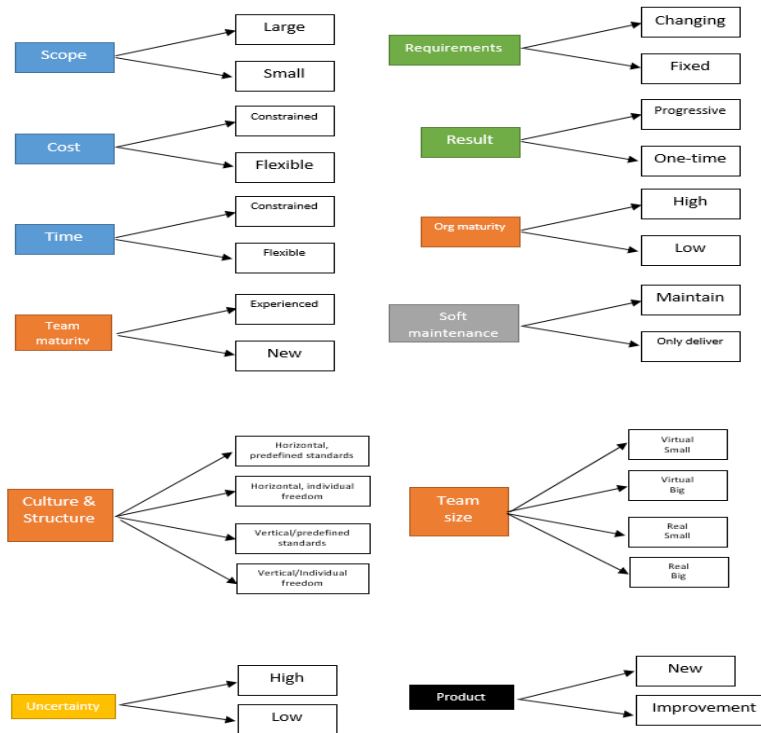 Scope
Large
Small
Requirements
Changing
Fixed
Cost
Constrained
Flexible
Result
Progressive
One-time
Time
Constrained
Flexible
Org maturity
High
Low
Team
maturity
Experienced
New
Soft
maintenance
Maintain
Only deliver
Culture &
Structure
Horizontal,
predefined standards
Horizontal, individual
freedom
Vertical/predefined
standards
Vertical/Individual
freedom
Team
size
Virtual
Small
Virtual
Big
Real
Small
Real
Big
Uncertainty
High
Low
Product
New
Improvement